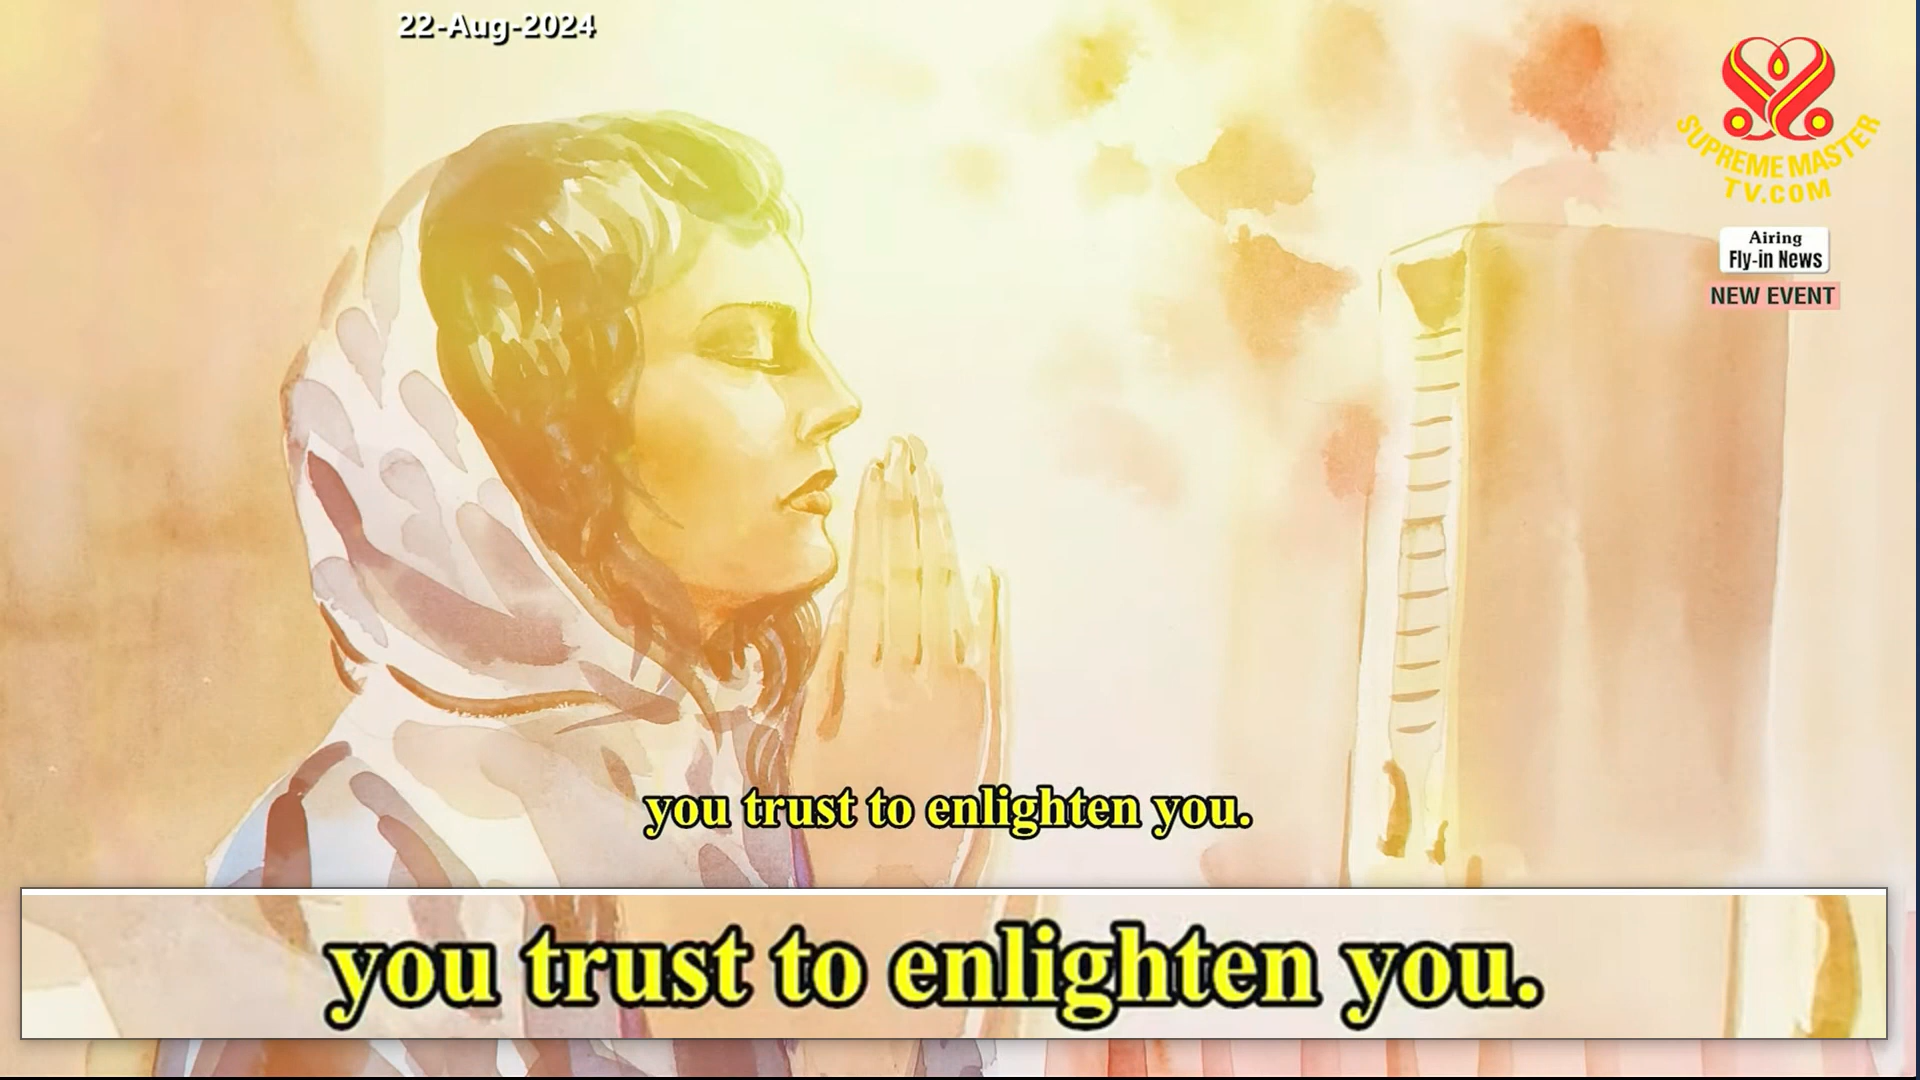 22-Aug-2024
SUPREME MASTER
TV.COM
Airing
Fly-in News
NEW EVENT
you trust to enlighten you.
you trust to enlighten you.